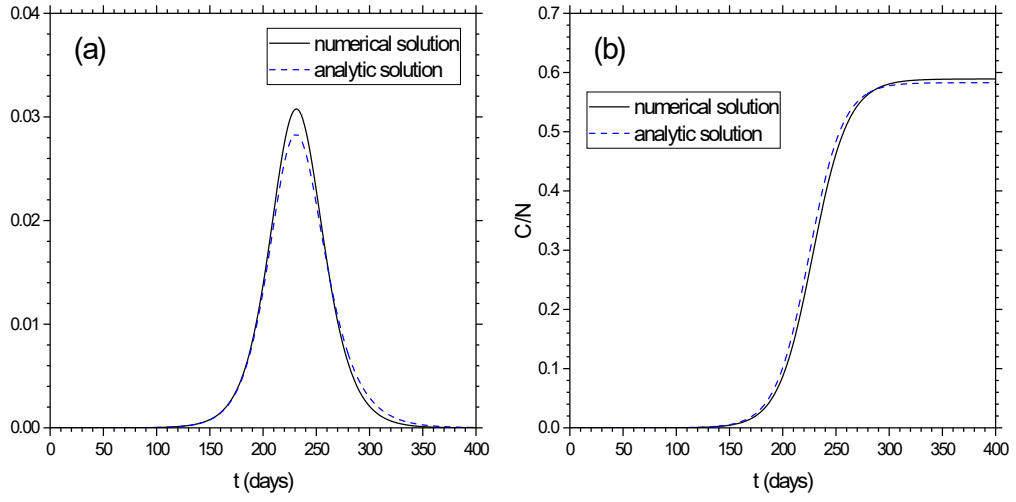 (a)
numerical solution
analytic solution
0.04
0.03
0.02
0.01
0.00
0 50 100 150 200 250 300 350 400
t (days)
(b)
numerical solution
analytic solution
C/N
0.7
0.6
0.5
0.4
0.3
0.2
0.1
0.0
0 50 100 150 200 250 300 350 400
t (days)